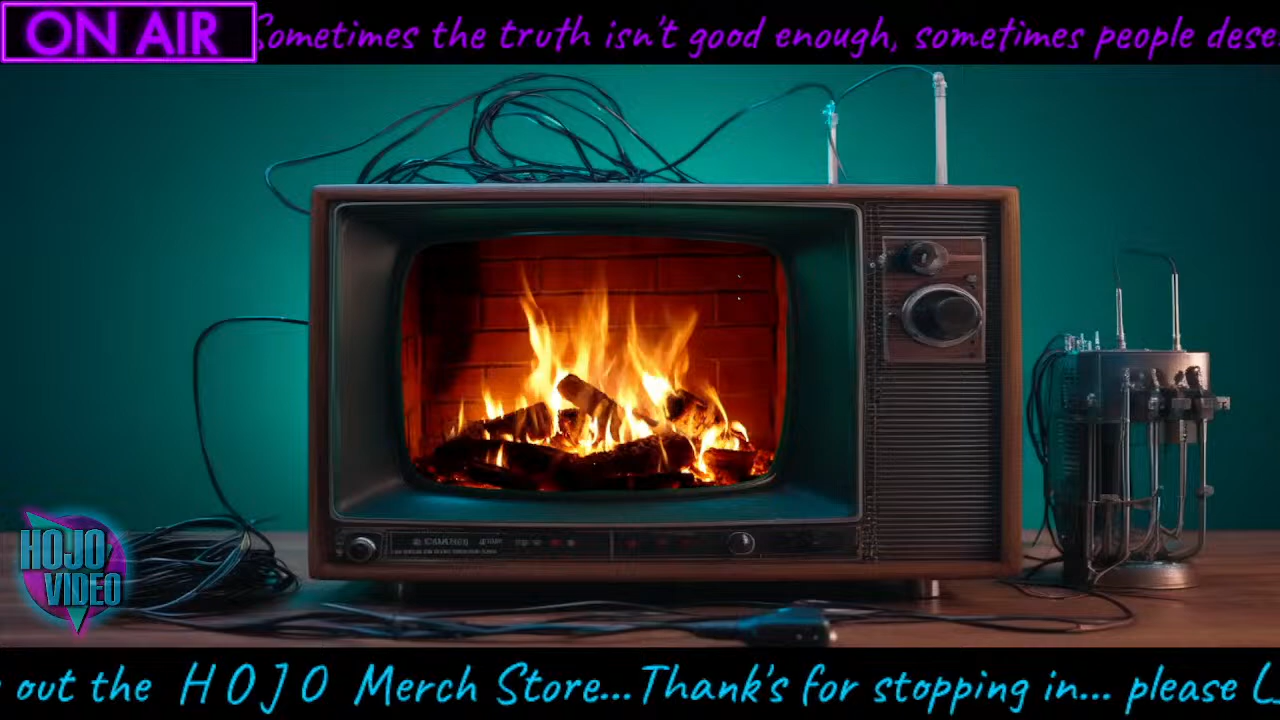 ON AIR
Sometimes the truth isn't good enough, sometimes people dese
HOJO
VIDEO
out the HOJO Merch Store...Thank's for stopping in... please L